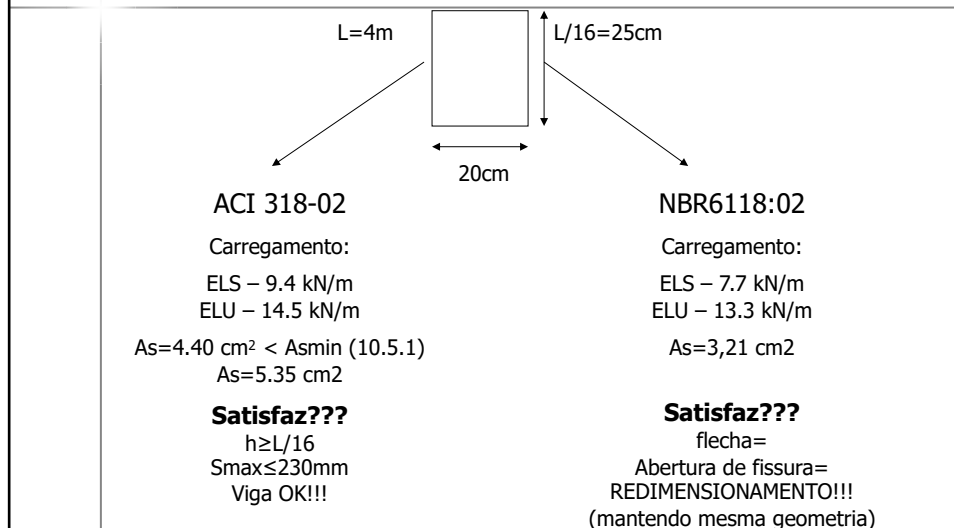 L=4m
L/16=25cm
20cm
ACI 318-02
Carregamento:
ELS – 9.4 kN/m
ELU – 14.5 kN/m
As=4.40 cm² < Asmin (10.5.1)
As=5.35 cm2
Satisfaz???
h≥L/16
Smax≤230mm
Viga OK!!!
NBR6118:02
Carregamento:
ELS – 7.7 kN/m
ELU – 13.3 kN/m
As=3,21 cm2
Satisfaz???
flecha=
Abertura de fissura=
REDIMENSIONAMENTO!!!
(mantendo mesma geometria)